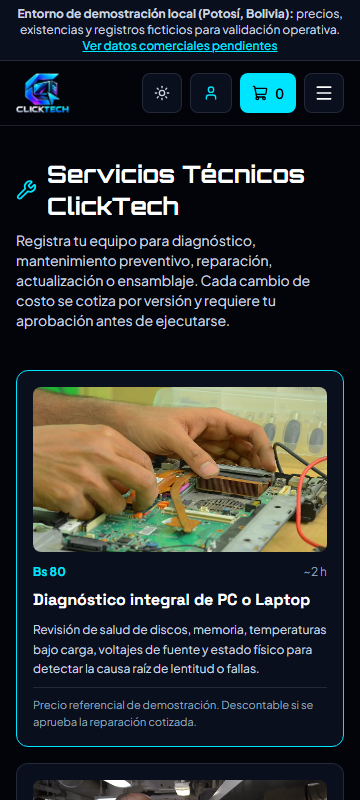 Entorno de demostración local (Potosí, Bolivia): precios,
existencias y registros ficticios para validación operativa.
Ver datos comerciales pendientes
CLICKTECH
0
Servicios Técnicos
ClickTech
Registra tu equipo para diagnóstico,
mantenimiento preventivo, reparación,
actualización o ensamblaje. Cada cambio de
costo se cotiza por versión y requiere tu
aprobación antes de ejecutarse.
Bs 80
~2 h
Diagnóstico integral de PC o Laptop
Revisión de salud de discos, memoria, temperaturas
bajo carga, voltajes de fuente y estado físico para
detectar la causa raíz de lentitud o fallas.
Precio referencial de demostración. Descontable si se
aprueba la reparación cotizada.